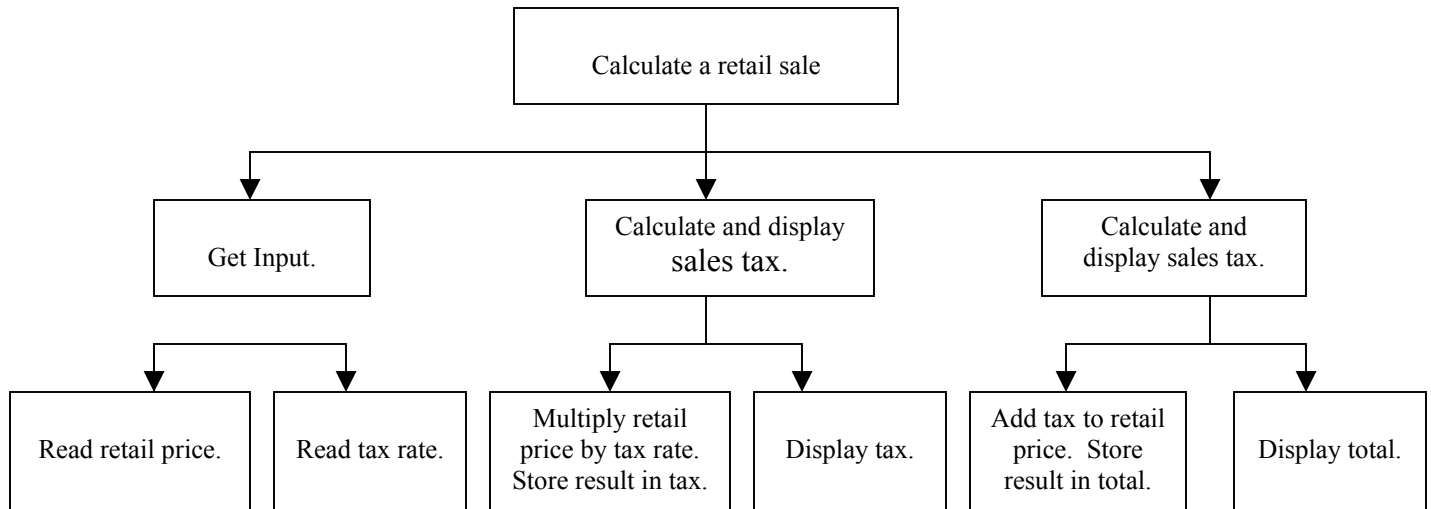 Calculate a retail sale
Get Input.
Calculate and display
sales tax.
Calculate and
display sales tax.
Read retail price.
Read tax rate.
Multiply retail
price by tax rate.
Store result in tax.
Display tax.
Add tax to retail
price.  Store
result in total.
Display total.